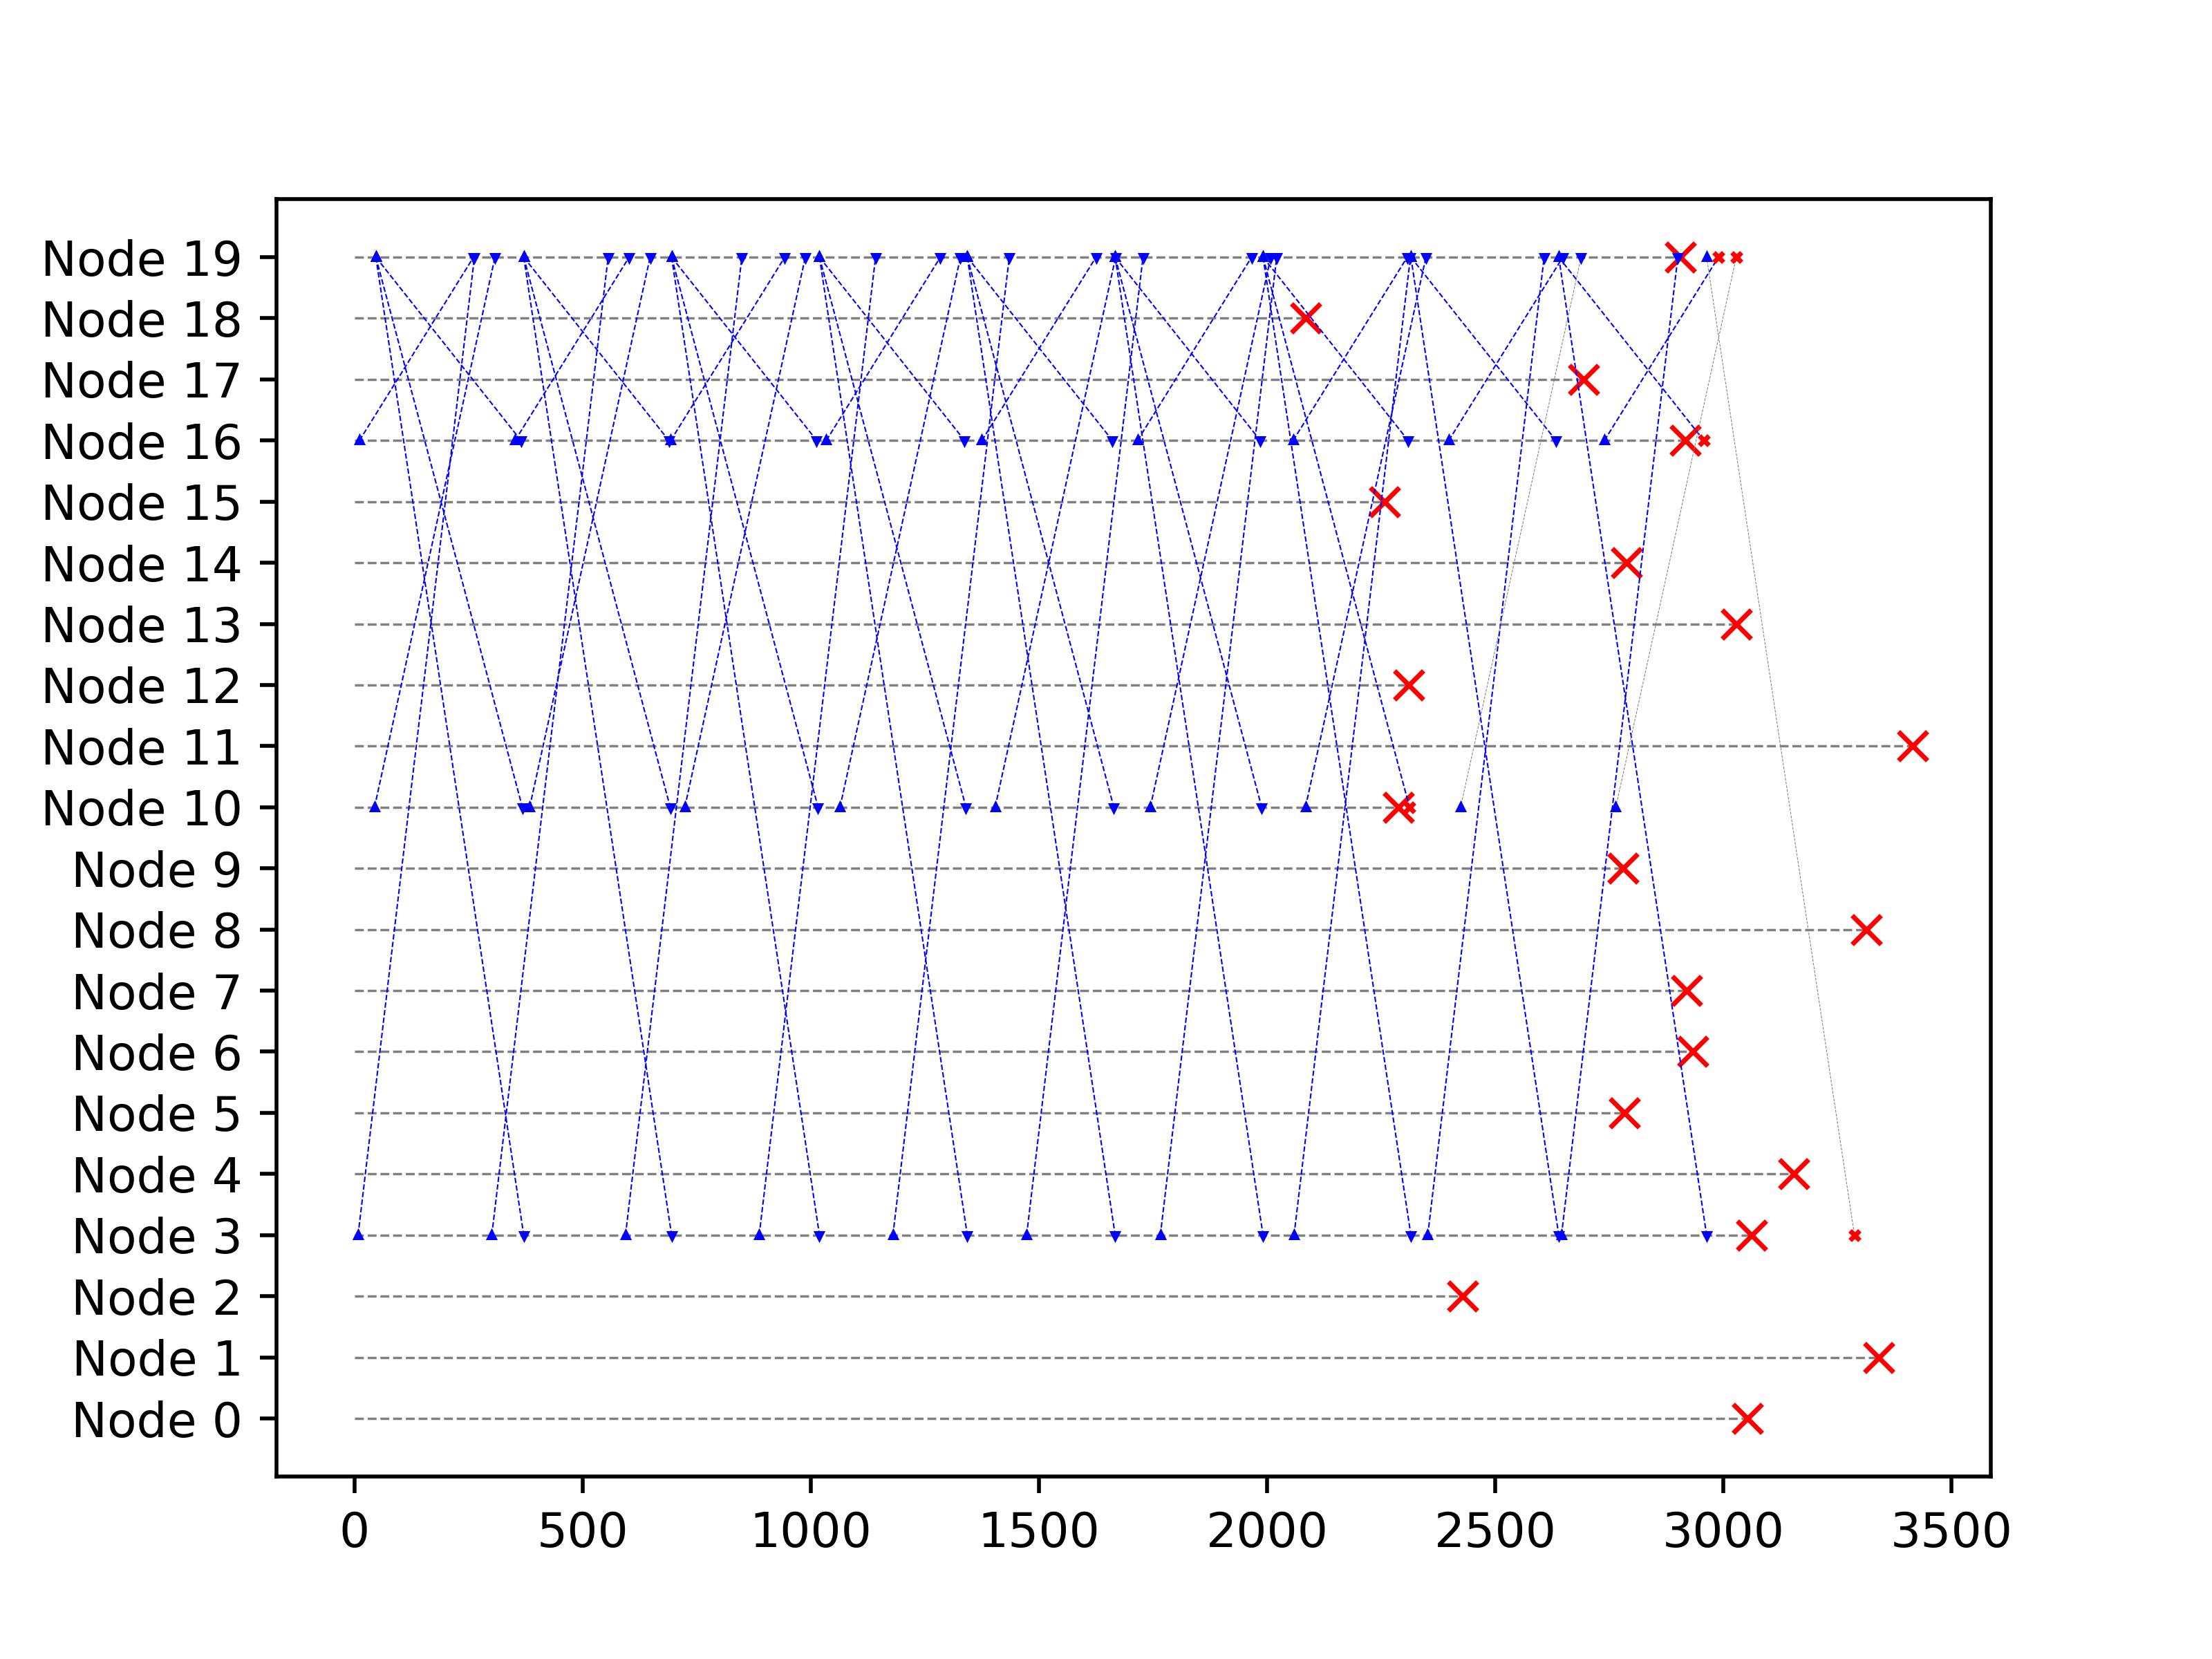 Node 19
Node 18
Node 17
Node 16
Node 15
Node 14
Node 13
Node 12
Node 11
Node 10
Node 9
Node 8
Node 7
Node 6
Node 5
Node 4
Node 3
Node 2
Node 1
Node 0
0 500 1000 1500 2000 2500 3000 3500